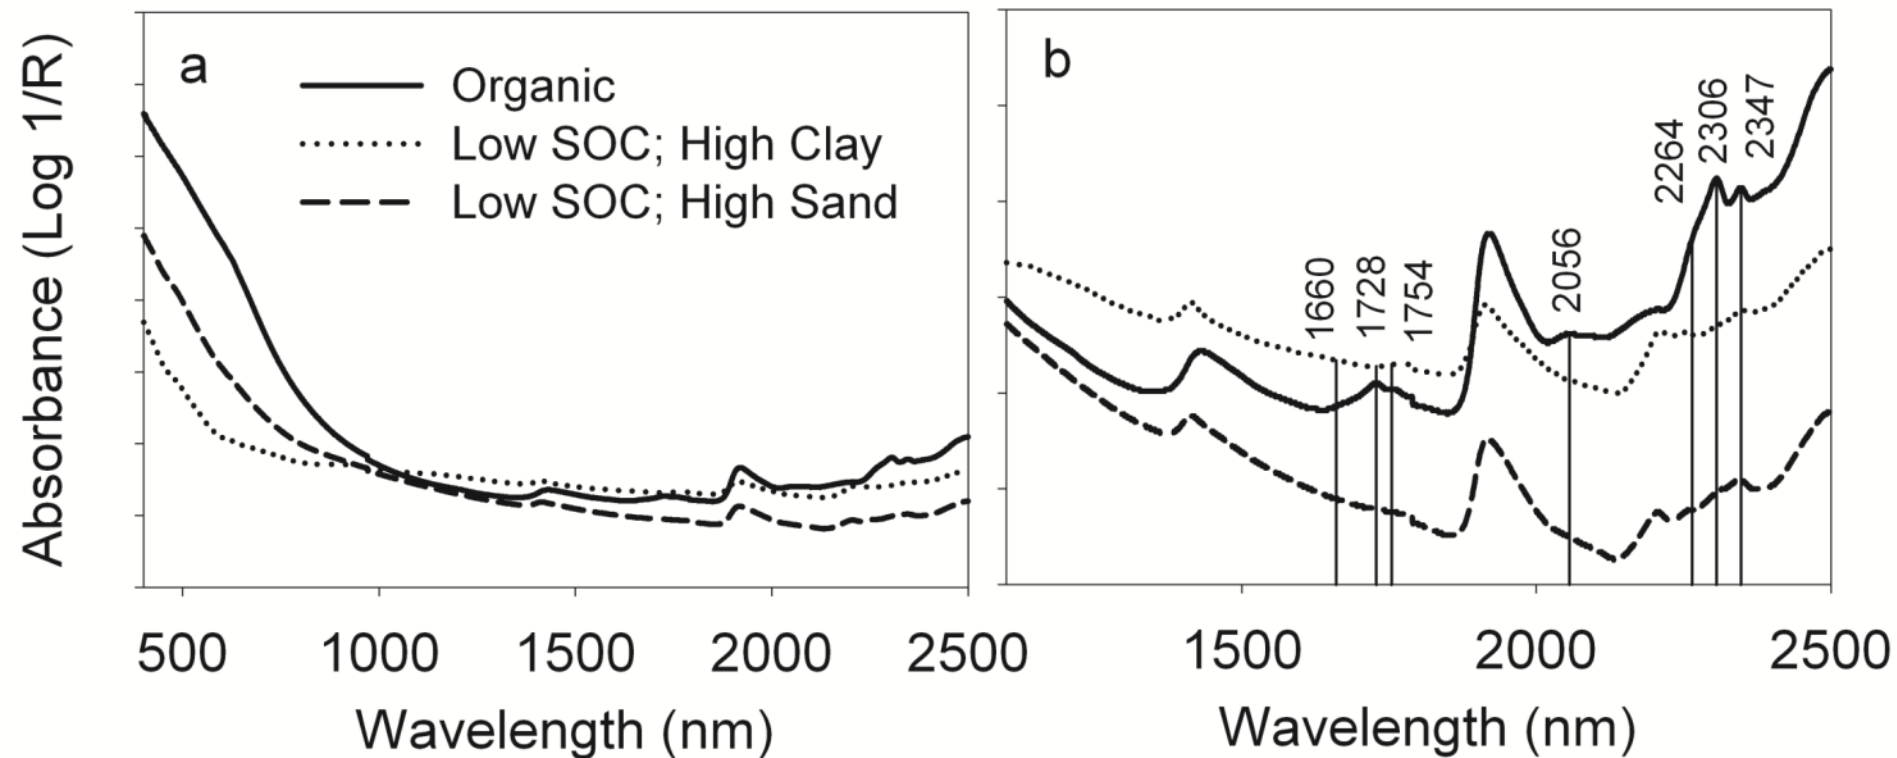 Absorbance (Log 1/R)
a
Organic
Low SOC; High Clay
Low SOC; High Sand
500 1000 1500 2000 2500
Wavelength (nm)
b
1660
1728
1754
2056
2264
2306
2347
1500 2000 2500
Wavelength (nm)